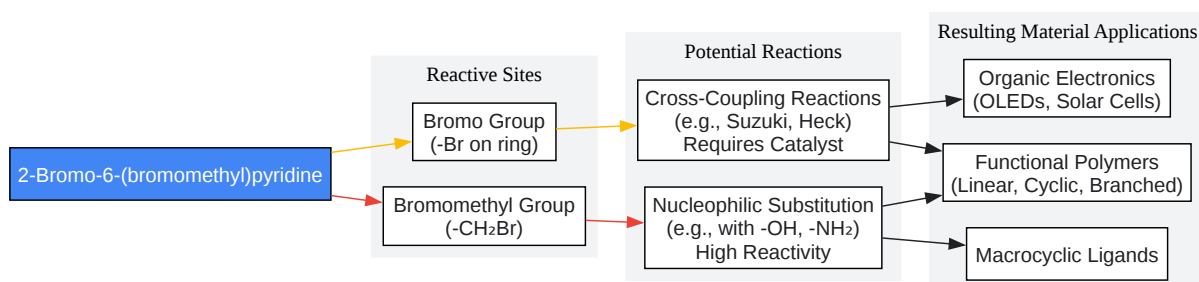 2-Bromo-6-(bromomethyl)pyridine
Reactive Sites
Bromo Group
(-Br on ring)
Bromomethyl Group
(-CH₂Br)
Potential Reactions
Cross-Coupling Reactions
(e.g., Suzuki, Heck)
Requires Catalyst
Nucleophilic Substitution
(e.g., with -OH, -NH₂)
High Reactivity
Resulting Material Applications
Organic Electronics
(OLEDs, Solar Cells)
Functional Polymers
(Linear, Cyclic, Branched)
Macrocyclic Ligands